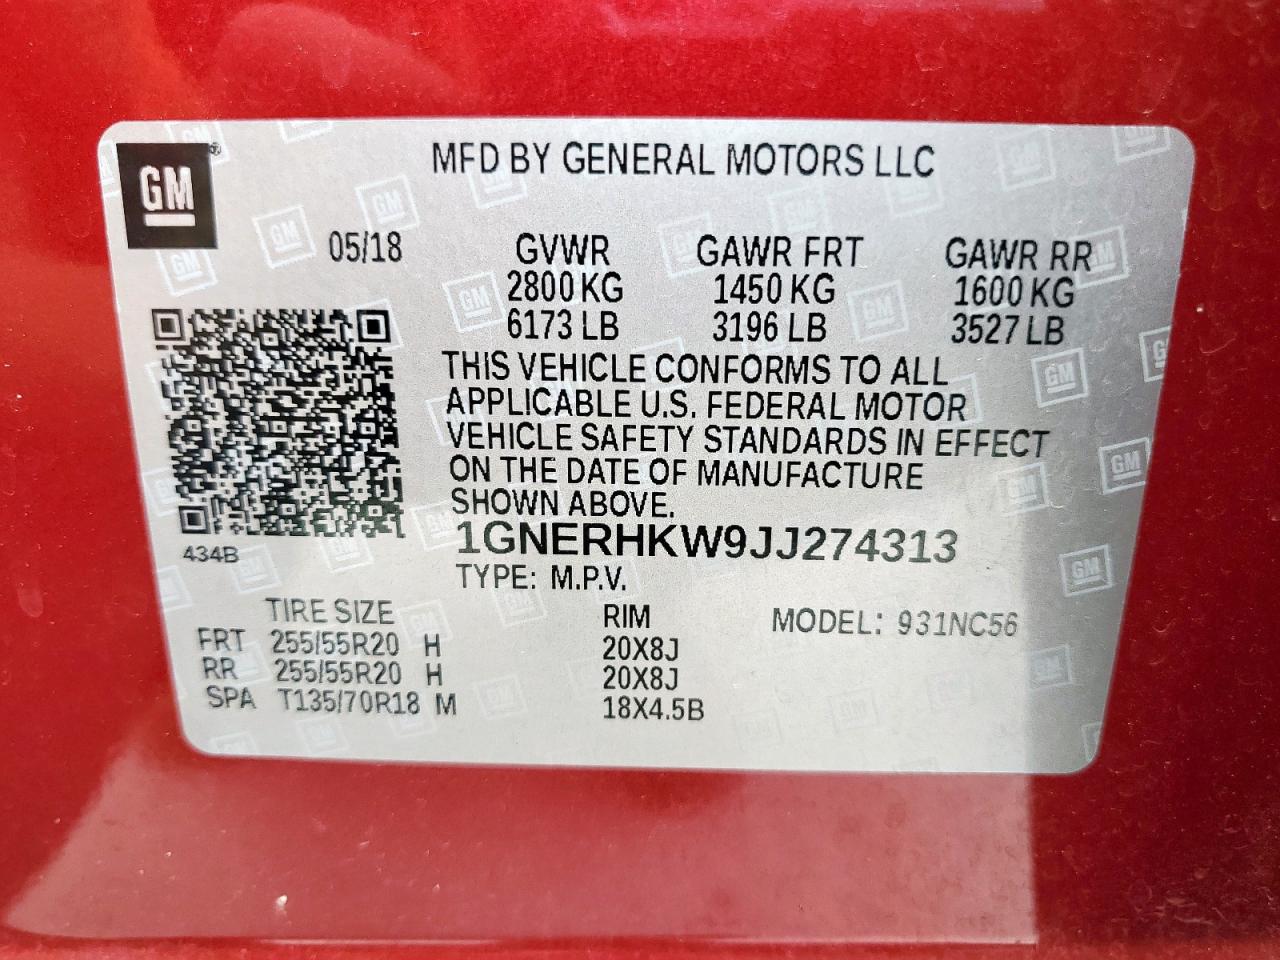 GM®
MFD BY GENERAL MOTORS LLC
05/18
GVWR GAWR FRT GAWR RR
2800 KG 1450 KG 1600 KG
6173 LB 3196 LB 3527 LB
THIS VEHICLE CONFORMS TO ALL
APPLICABLE U.S. FEDERAL MOTOR
VEHICLE SAFETY STANDARDS IN EFFECT
ON THE DATE OF MANUFACTURE
SHOWN ABOVE.
434B
1GNERHKW9JJ274313
TYPE: M.P.V.
TIRE SIZE RIM MODEL: 931NC56
FRT 255/55R20 H 20X8J
RR 255/55R20 H 20X8J
SPA T135/70R18 M 18X4.5B